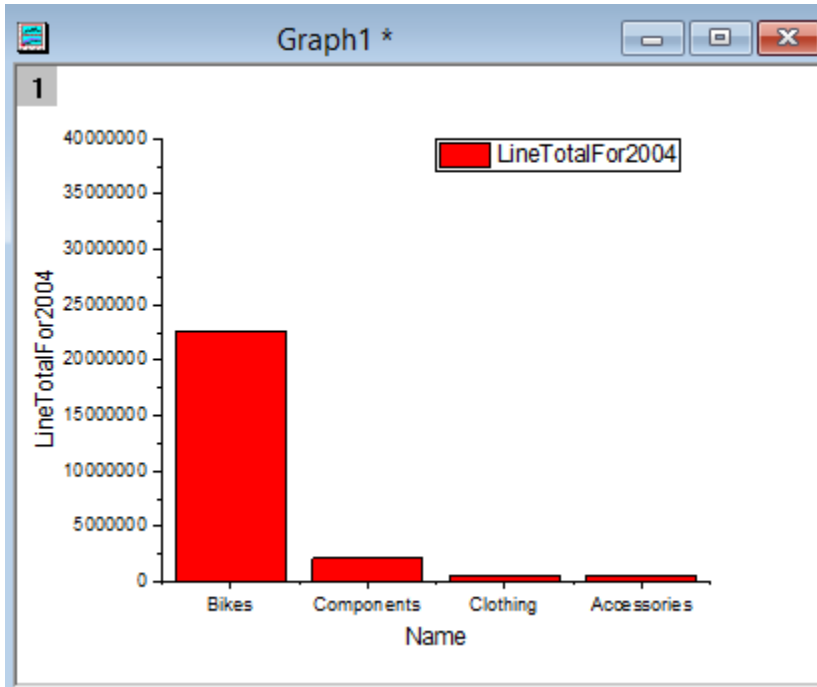 Graph1 *
1
LineTotalFor2004
40000000
35000000
30000000
25000000
20000000
15000000
10000000
5000000
0
LineTotalFor2004
Bikes Components Clothing Accessories
Name